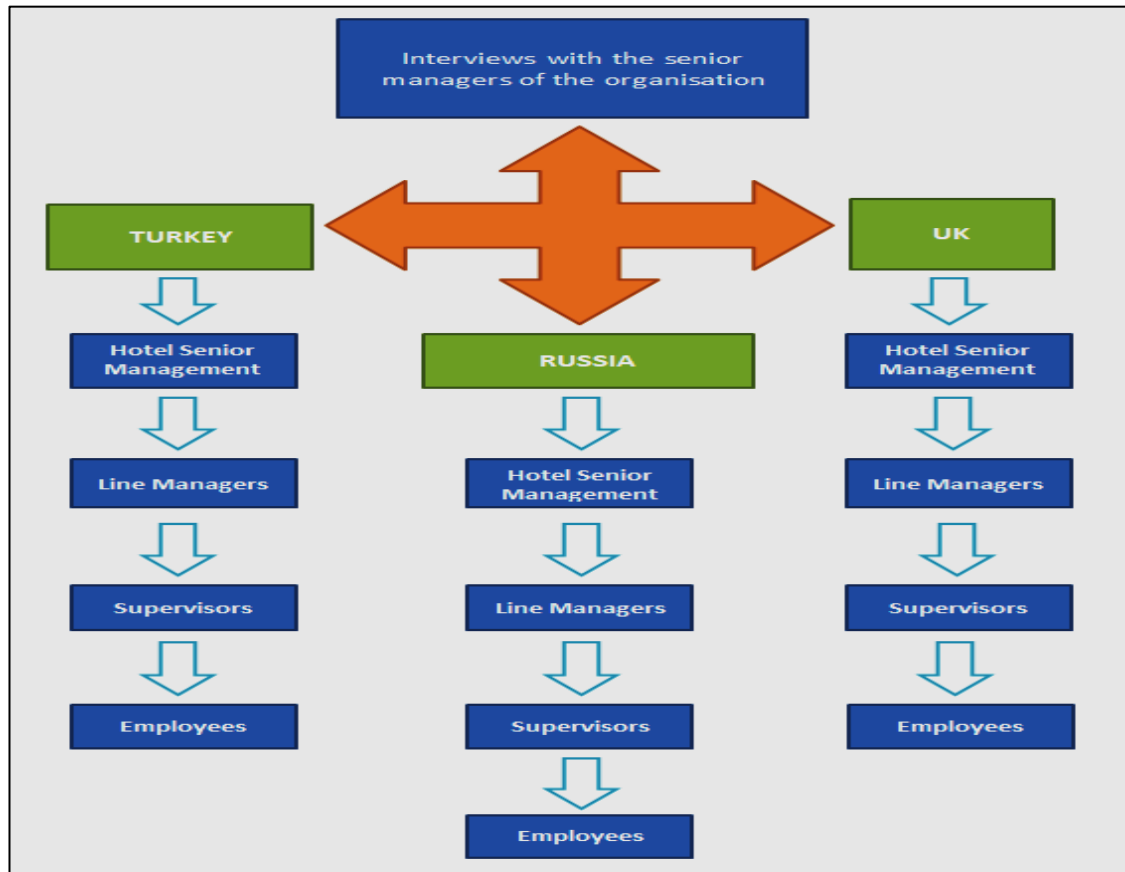 Interviews with the senior
managers of the organisation
TURKEY
UK
Hotel Senior
Management
RUSSIA
Hotel Senior
Management
Line Managers
Hotel Senior
Management
Line Managers
Supervisors
Line Managers
Supervisors
Employees
Supervisors
Employees
Employees